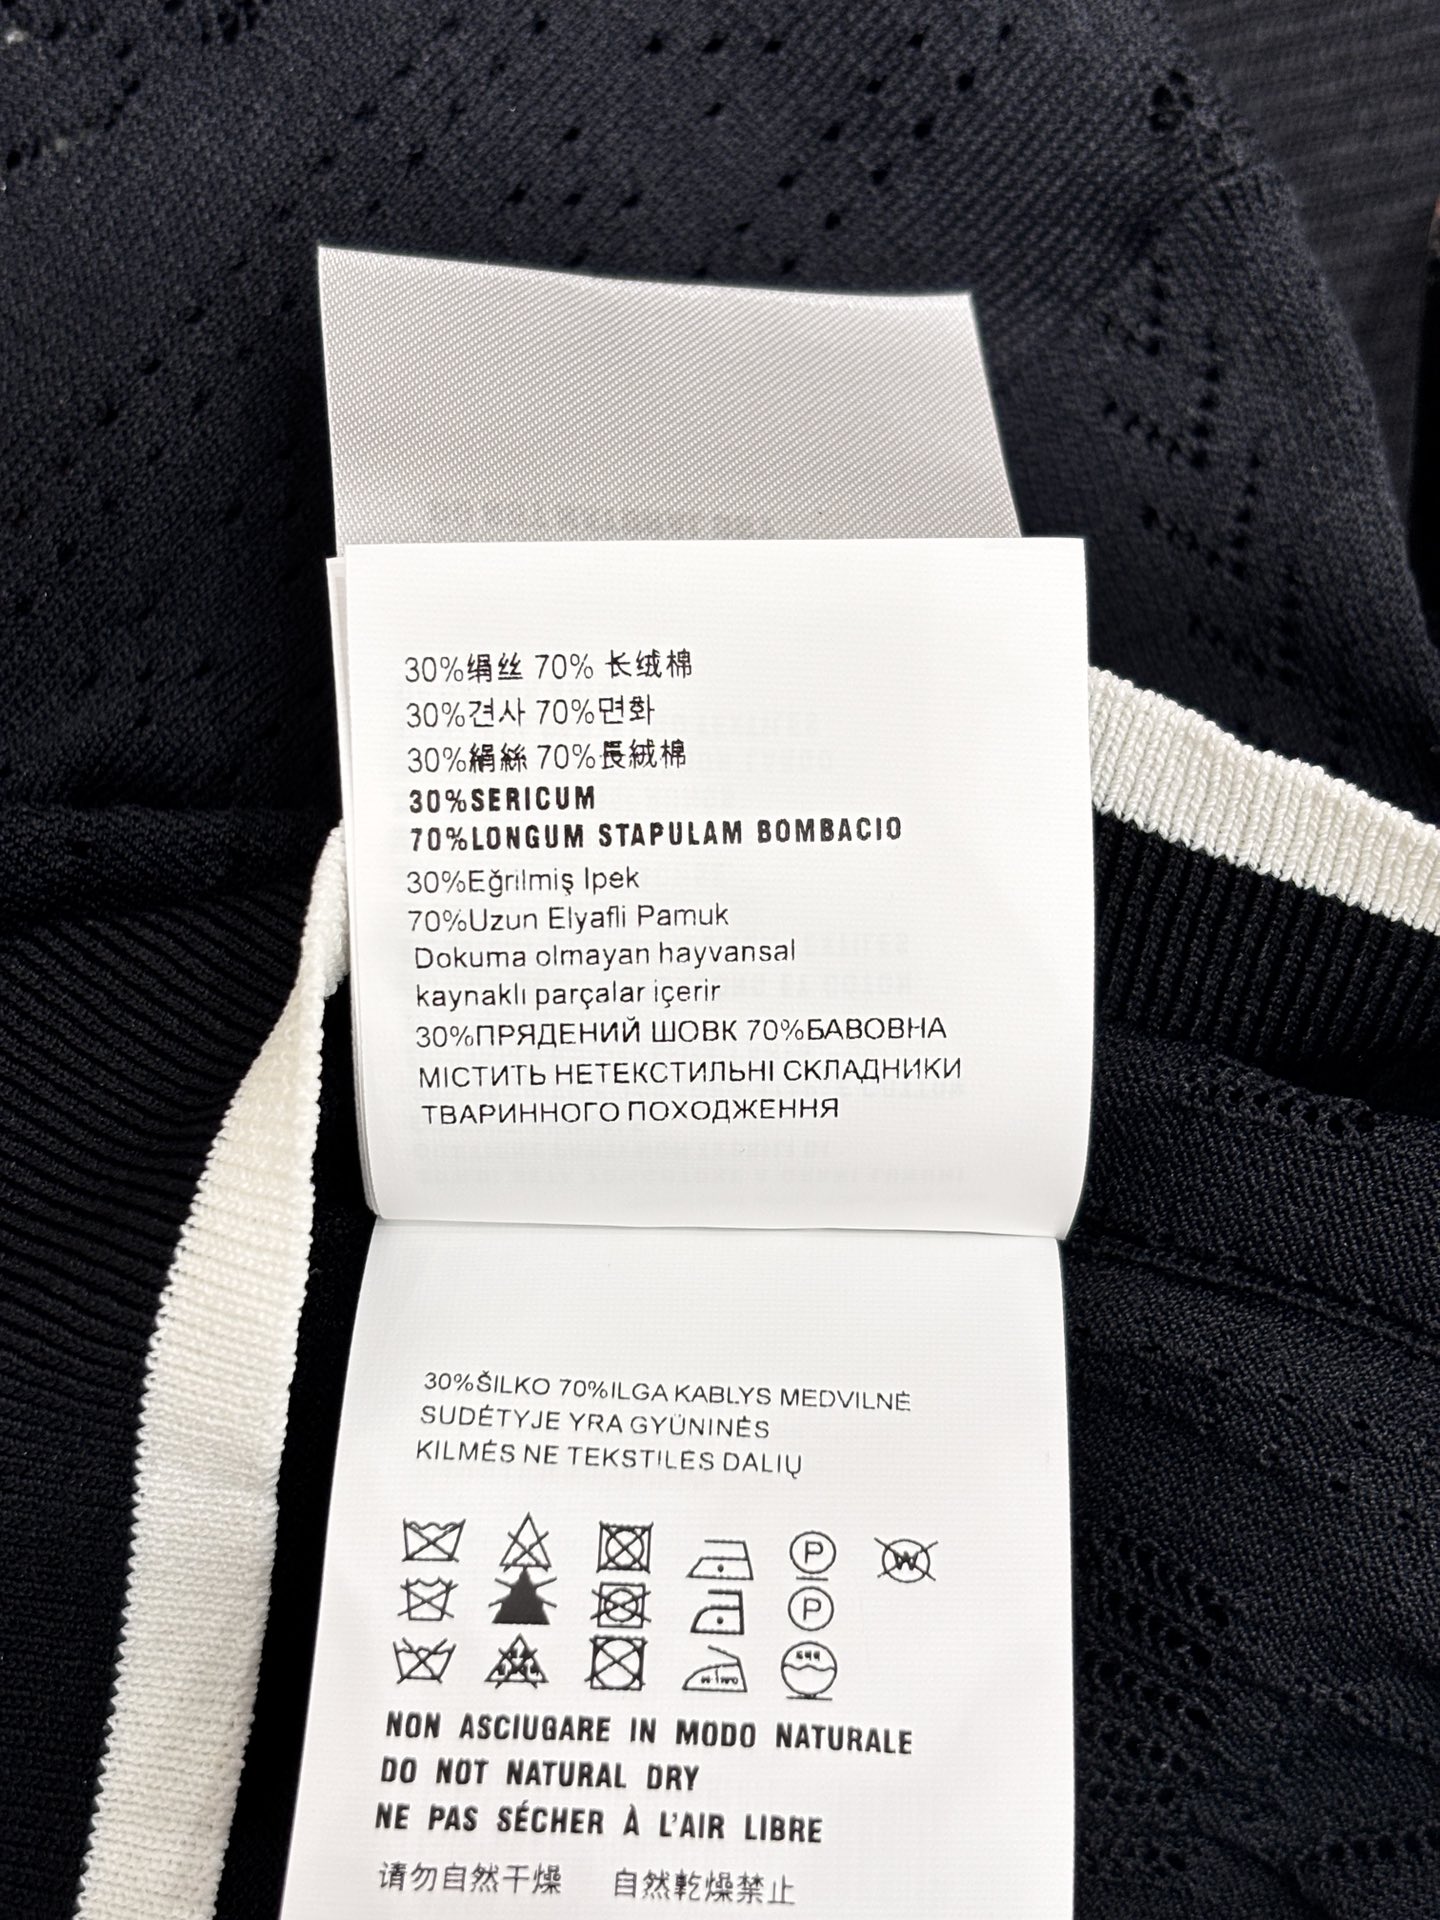 30%绢丝 70% 长绒棉
30%견사 70%면화
30%絹絲 70%長絨棉
30%SERICUM
70%LONGUM STAPULAM BOMBACIO
30%Eğrılmiş Ipek
70%Uzun Elyafli Pamuk
Dokuma olmayan hayvansal
kaynaklı parçalar içerir
30%ПРЯДЕНИЙ ШОВК 70%БАВОВНА
МІСТИТЬ НЕТЕКСТИЛЬНІ СКЛАДНИКИ
ТВАРИННОГО ПОХОДЖЕННЯ
30%ŠILKO 70%ILGA KABLYS MEDVILNĖ
SUDĖTYJE YRA GYŪNINĖS
KILMĖS NE TEKSTILĖS DALIŲ
P
W
P
NON ASCIUGARE IN MODO NATURALE
DO NOT NATURAL DRY
NE PAS SÉCHER À L'AIR LIBRE
请勿自然干燥 自然乾燥禁止